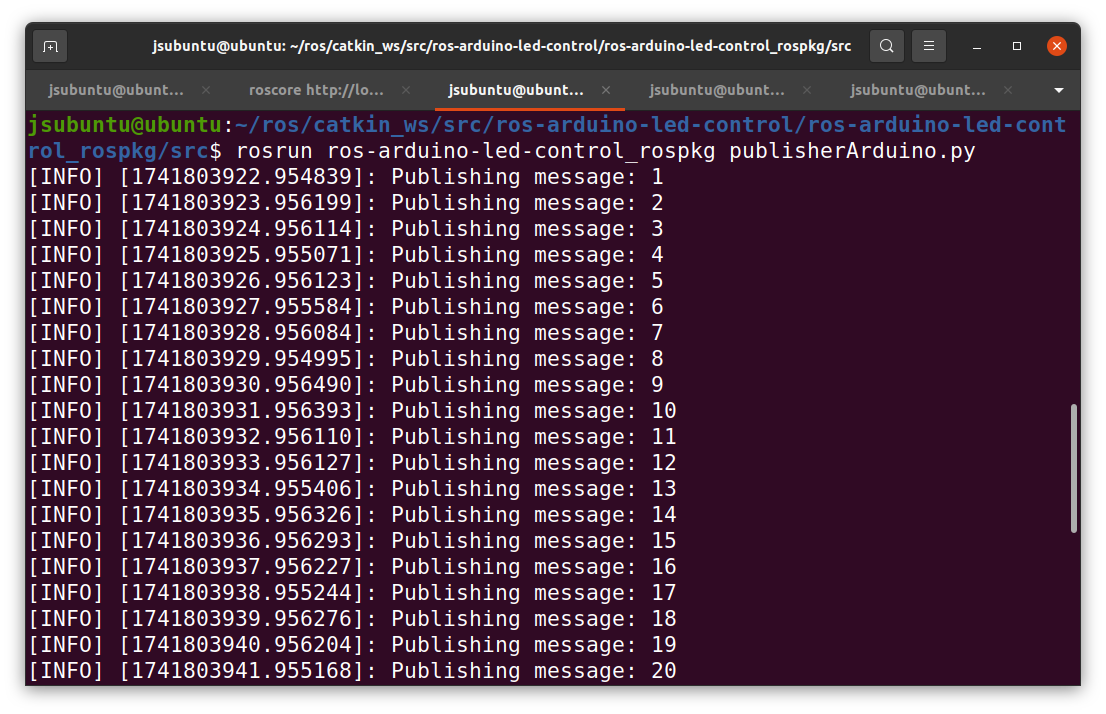 jsubuntu@ubuntu: ~/ros/catkin_ws/src/ros-arduino-led-control/ros-arduino-led-control_rospkg/src
jsubuntu@ubunt... × roscore http://lo... × jsubuntu@ubunt... × jsubuntu@ubunt... × jsubuntu@ubunt... ×
jsubuntu@ubuntu:~/ros/catkin_ws/src/ros-arduino-led-control/ros-arduino-led-cont
rol_rospkg/src$ rosrun ros-arduino-led-control_rospkg publisherArduino.py
[INFO] [1741803922.954839]: Publishing message: 1
[INFO] [1741803923.956199]: Publishing message: 2
[INFO] [1741803924.956114]: Publishing message: 3
[INFO] [1741803925.955071]: Publishing message: 4
[INFO] [1741803926.956123]: Publishing message: 5
[INFO] [1741803927.955584]: Publishing message: 6
[INFO] [1741803928.956084]: Publishing message: 7
[INFO] [1741803929.954995]: Publishing message: 8
[INFO] [1741803930.956490]: Publishing message: 9
[INFO] [1741803931.956393]: Publishing message: 10
[INFO] [1741803932.956110]: Publishing message: 11
[INFO] [1741803933.956127]: Publishing message: 12
[INFO] [1741803934.955406]: Publishing message: 13
[INFO] [1741803935.956326]: Publishing message: 14
[INFO] [1741803936.956293]: Publishing message: 15
[INFO] [1741803937.956227]: Publishing message: 16
[INFO] [1741803938.955244]: Publishing message: 17
[INFO] [1741803939.956276]: Publishing message: 18
[INFO] [1741803940.956204]: Publishing message: 19
[INFO] [1741803941.955168]: Publishing message: 20